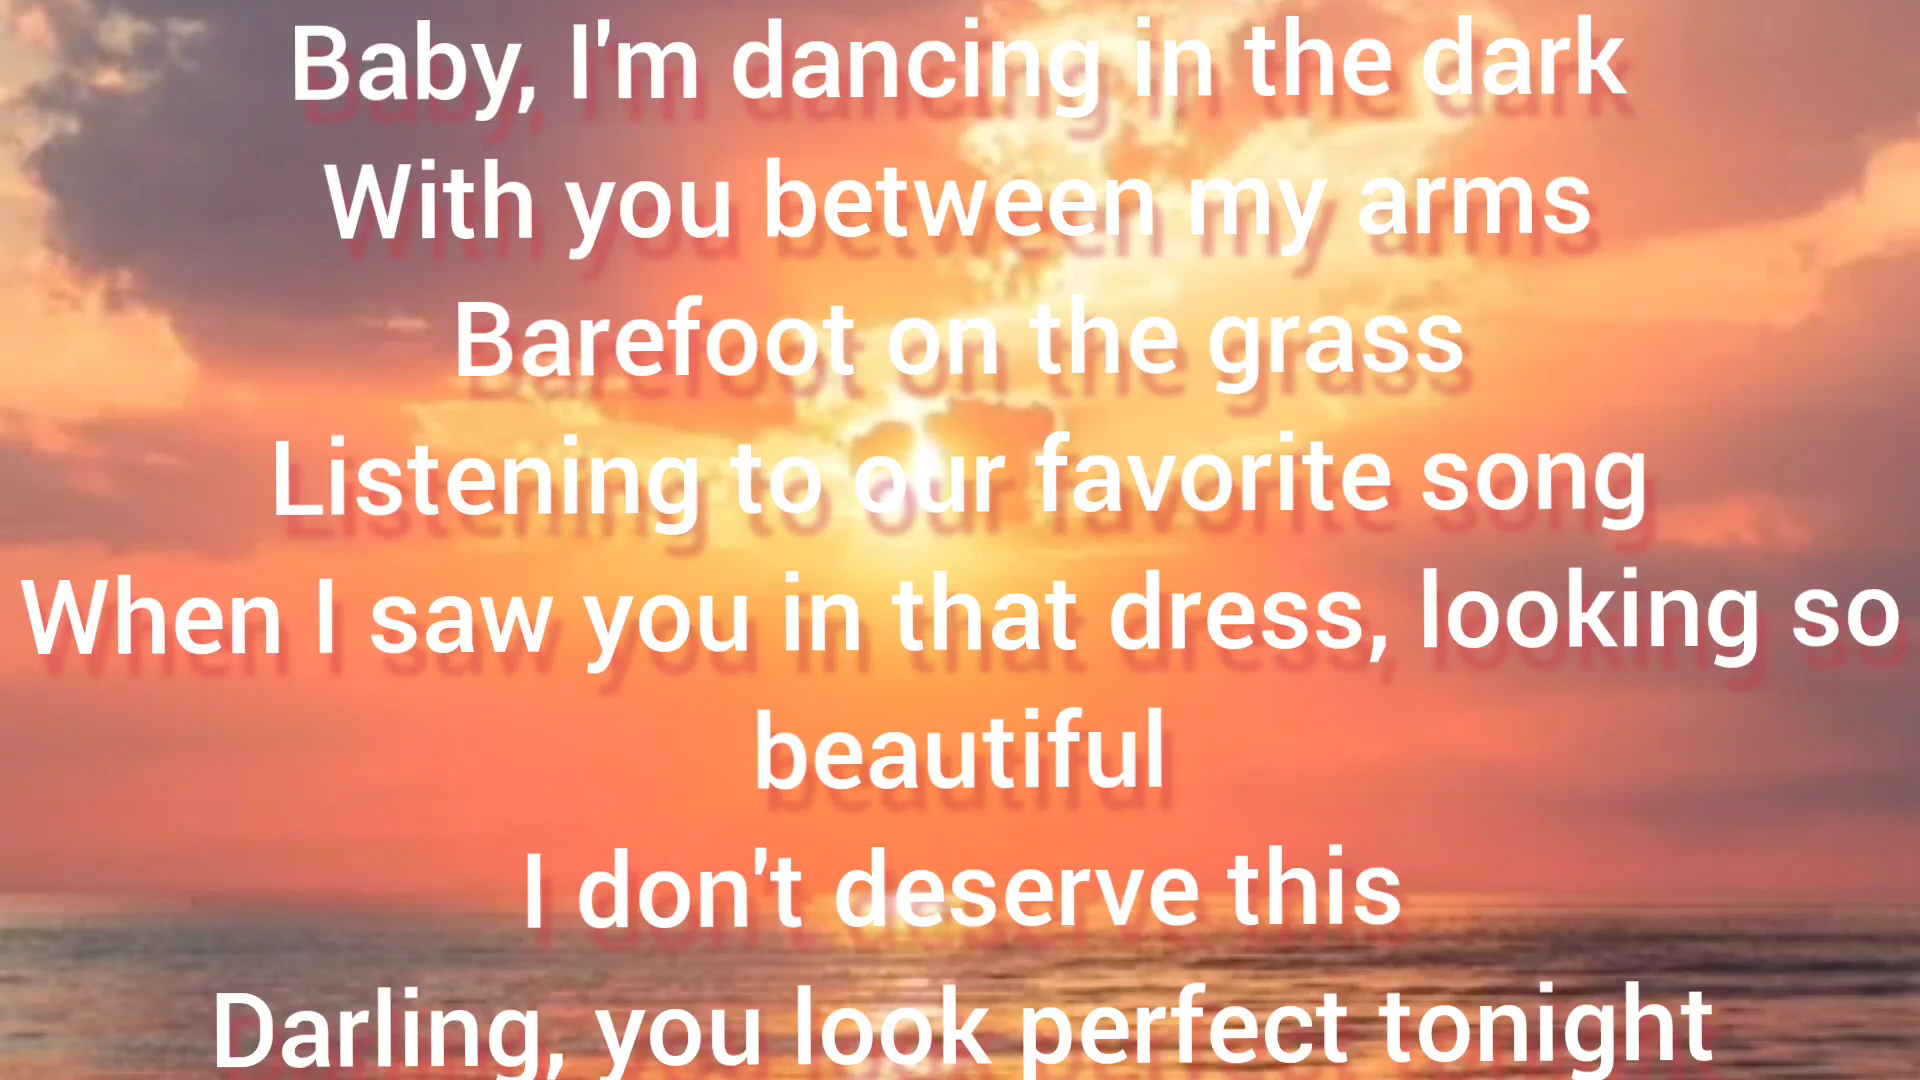 Baby, I'm dancing in the dark
With you between my arms
Barefoot on the grass
Listening to our favorite song
When I saw you in that dress, looking so
beautiful
I don't deserve this
Darling, you look perfect tonight